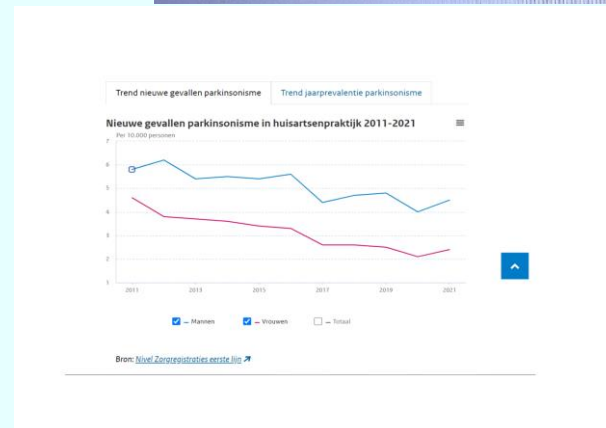 Trend nieuwe gevallen parkinsonisme Trend jaarprevalentie parkinsonisme
Nieuwe gevallen parkinsonisme in huisartsenpraktijk 2011-2021
Per 10.000 personen
7
6
5
4
3
2
1
2011 2013 2015 2017 2019 2021
Mannen Vrouwen Totaal
Bron: Nivel Zorgregistraties eerste lijn